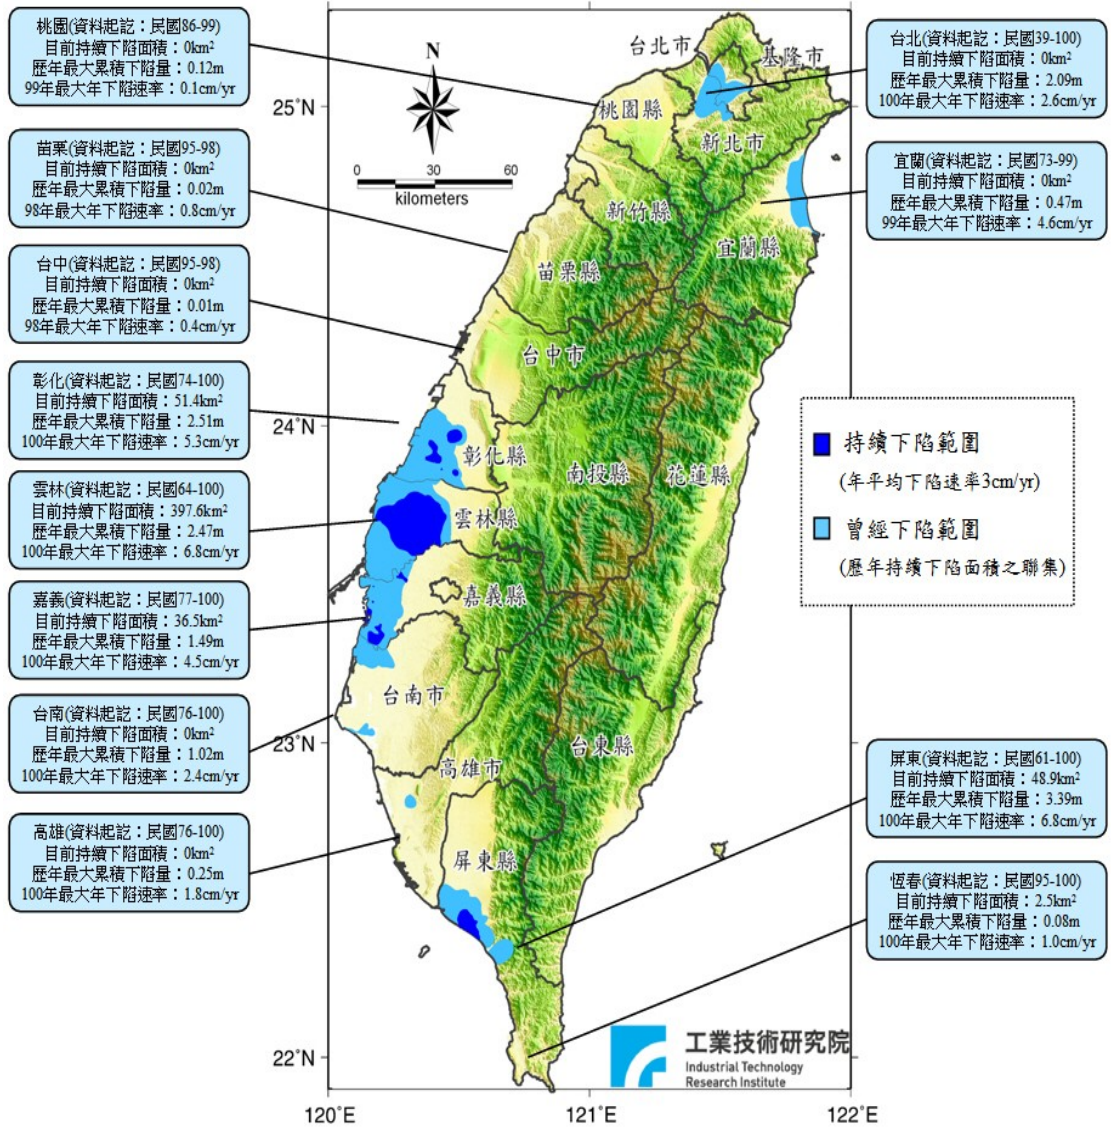 桃園(資料起訖：民國86-99)
目前持續下陷面積：0km²
歷年最大累積下陷量：0.12m
99年最大年下陷速率：0.1cm/yr
苗栗(資料起訖：民國95-98)
目前持續下陷面積：0km²
歷年最大累積下陷量：0.02m
98年最大年下陷速率：0.8cm/yr
台中(資料起訖：民國95-98)
目前持續下陷面積：0km²
歷年最大累積下陷量：0.01m
98年最大年下陷速率：0.4cm/yr
彰化(資料起訖：民國74-100)
目前持續下陷面積：51.4km²
歷年最大累積下陷量：2.51m
100年最大年下陷速率：5.3cm/yr
雲林(資料起訖：民國64-100)
目前持續下陷面積：397.6km²
歷年最大累積下陷量：2.47m
100年最大年下陷速率：6.8cm/yr
嘉義(資料起訖：民國77-100)
目前持續下陷面積：36.5km²
歷年最大累積下陷量：1.49m
100年最大年下陷速率：4.5cm/yr
台南(資料起訖：民國76-100)
目前持續下陷面積：0km²
歷年最大累積下陷量：1.02m
100年最大年下陷速率：2.4cm/yr
高雄(資料起訖：民國76-100)
目前持續下陷面積：0km²
歷年最大累積下陷量：0.25m
100年最大年下陷速率：1.8cm/yr
25°N
24°N
23°N
22°N
120°E
121°E
122°E
N
0 30 60
kilometers
台北市
基隆市
桃園縣
新北市
新竹縣
宜蘭縣
苗栗縣
台中市
彰化縣
南投縣
花蓮縣
雲林縣
嘉義縣
台南市
台東縣
高雄市
屏東縣
台北(資料起訖：民國39-100)
目前持續下陷面積：0km²
歷年最大累積下陷量：2.09m
100年最大年下陷速率：2.6cm/yr
宜蘭(資料起訖：民國73-99)
目前持續下陷面積：0km²
歷年最大累積下陷量：0.47m
99年最大年下陷速率：4.6cm/yr
持續下陷範圍
(年平均下陷速率3cm/yr)
曾經下陷範圍
(歷年持續下陷面積之聯集)
屏東(資料起訖：民國61-100)
目前持續下陷面積：48.9km²
歷年最大累積下陷量：3.39m
100年最大年下陷速率：6.8cm/yr
恆春(資料起訖：民國95-100)
目前持續下陷面積：2.5km²
歷年最大累積下陷量：0.08m
100年最大年下陷速率：1.0cm/yr
工業技術研究院
Industrial Technology
Research Institute